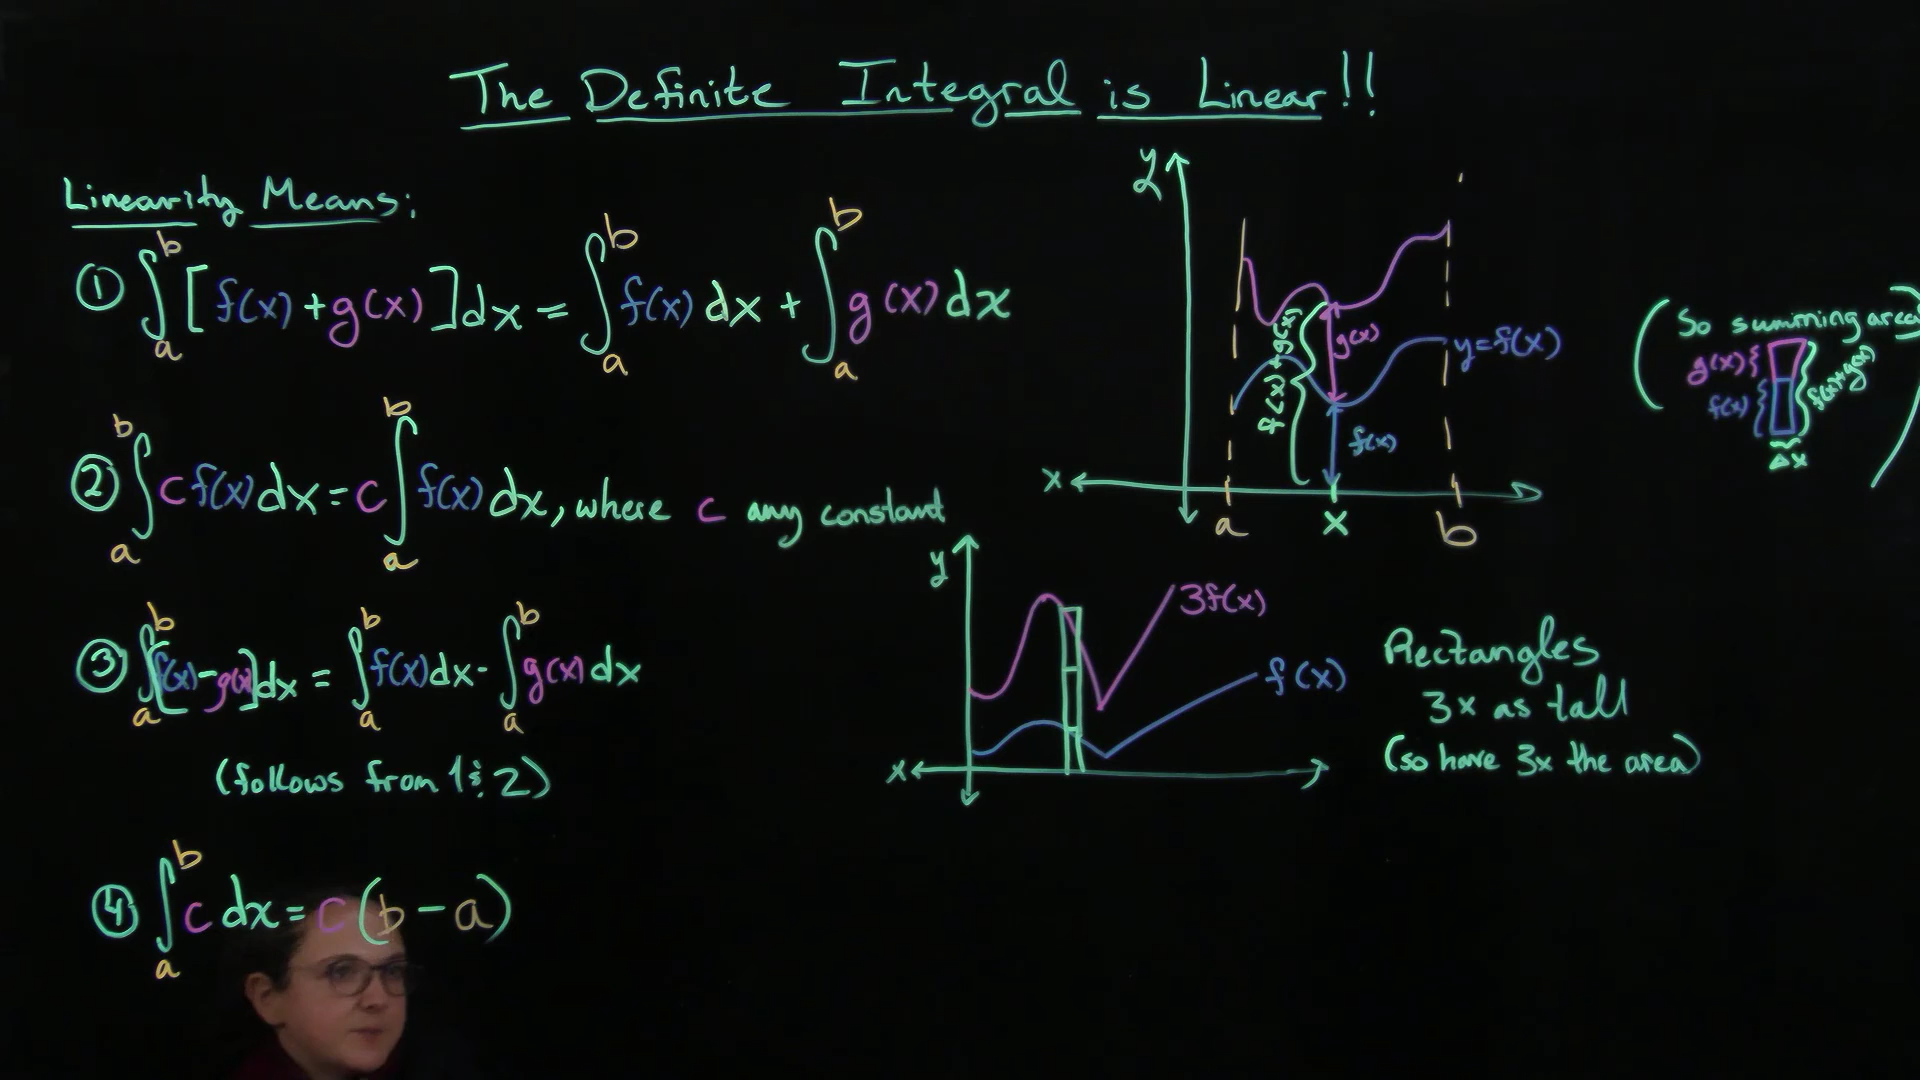 The Definite Integral is Linear!!
Linearity Means:
① ∫_a^b [f(x) + g(x)] dx = ∫_a^b f(x) dx + ∫_a^b g(x) dx
② ∫_a^b c f(x) dx = c ∫_a^b f(x) dx, where c any constant
③ ∫_a^b [f(x) - g(x)] dx = ∫_a^b f(x) dx - ∫_a^b g(x) dx
(follows from 1 & 2)
④ ∫_a^b c dx = c (b - a)
y
g(x)
f(x) + g(x)
y = f(x)
f(x)
x
a
x
b
(So summing area
g(x)
f(x)
f(x)+g(x)
Δx
)
y
3f(x)
f(x)
x
Rectangles
3x as tall
(so have 3x the area)